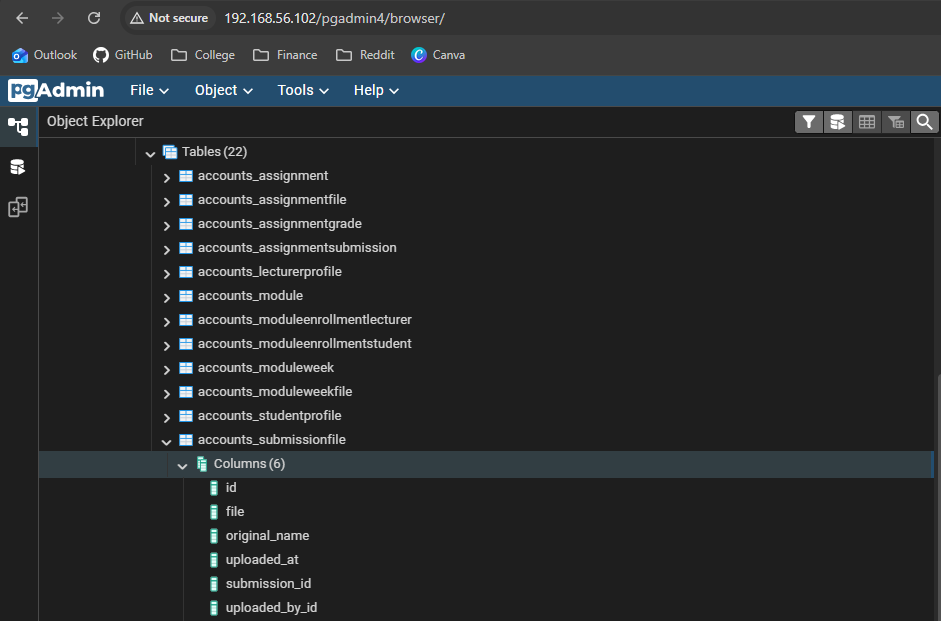 Not secure 192.168.56.102/pgadmin4/browser/
Outlook GitHub College Finance Reddit Canva
pgAdmin File Object Tools Help
Object Explorer
Tables (22)
accounts_assignment
accounts_assignmentfile
accounts_assignmentgrade
accounts_assignmentsubmission
accounts_lecturerprofile
accounts_module
accounts_moduleenrollmentlecturer
accounts_moduleenrollmentstudent
accounts_moduleweek
accounts_moduleweekfile
accounts_studentprofile
accounts_submissionfile
Columns (6)
id
file
original_name
uploaded_at
submission_id
uploaded_by_id